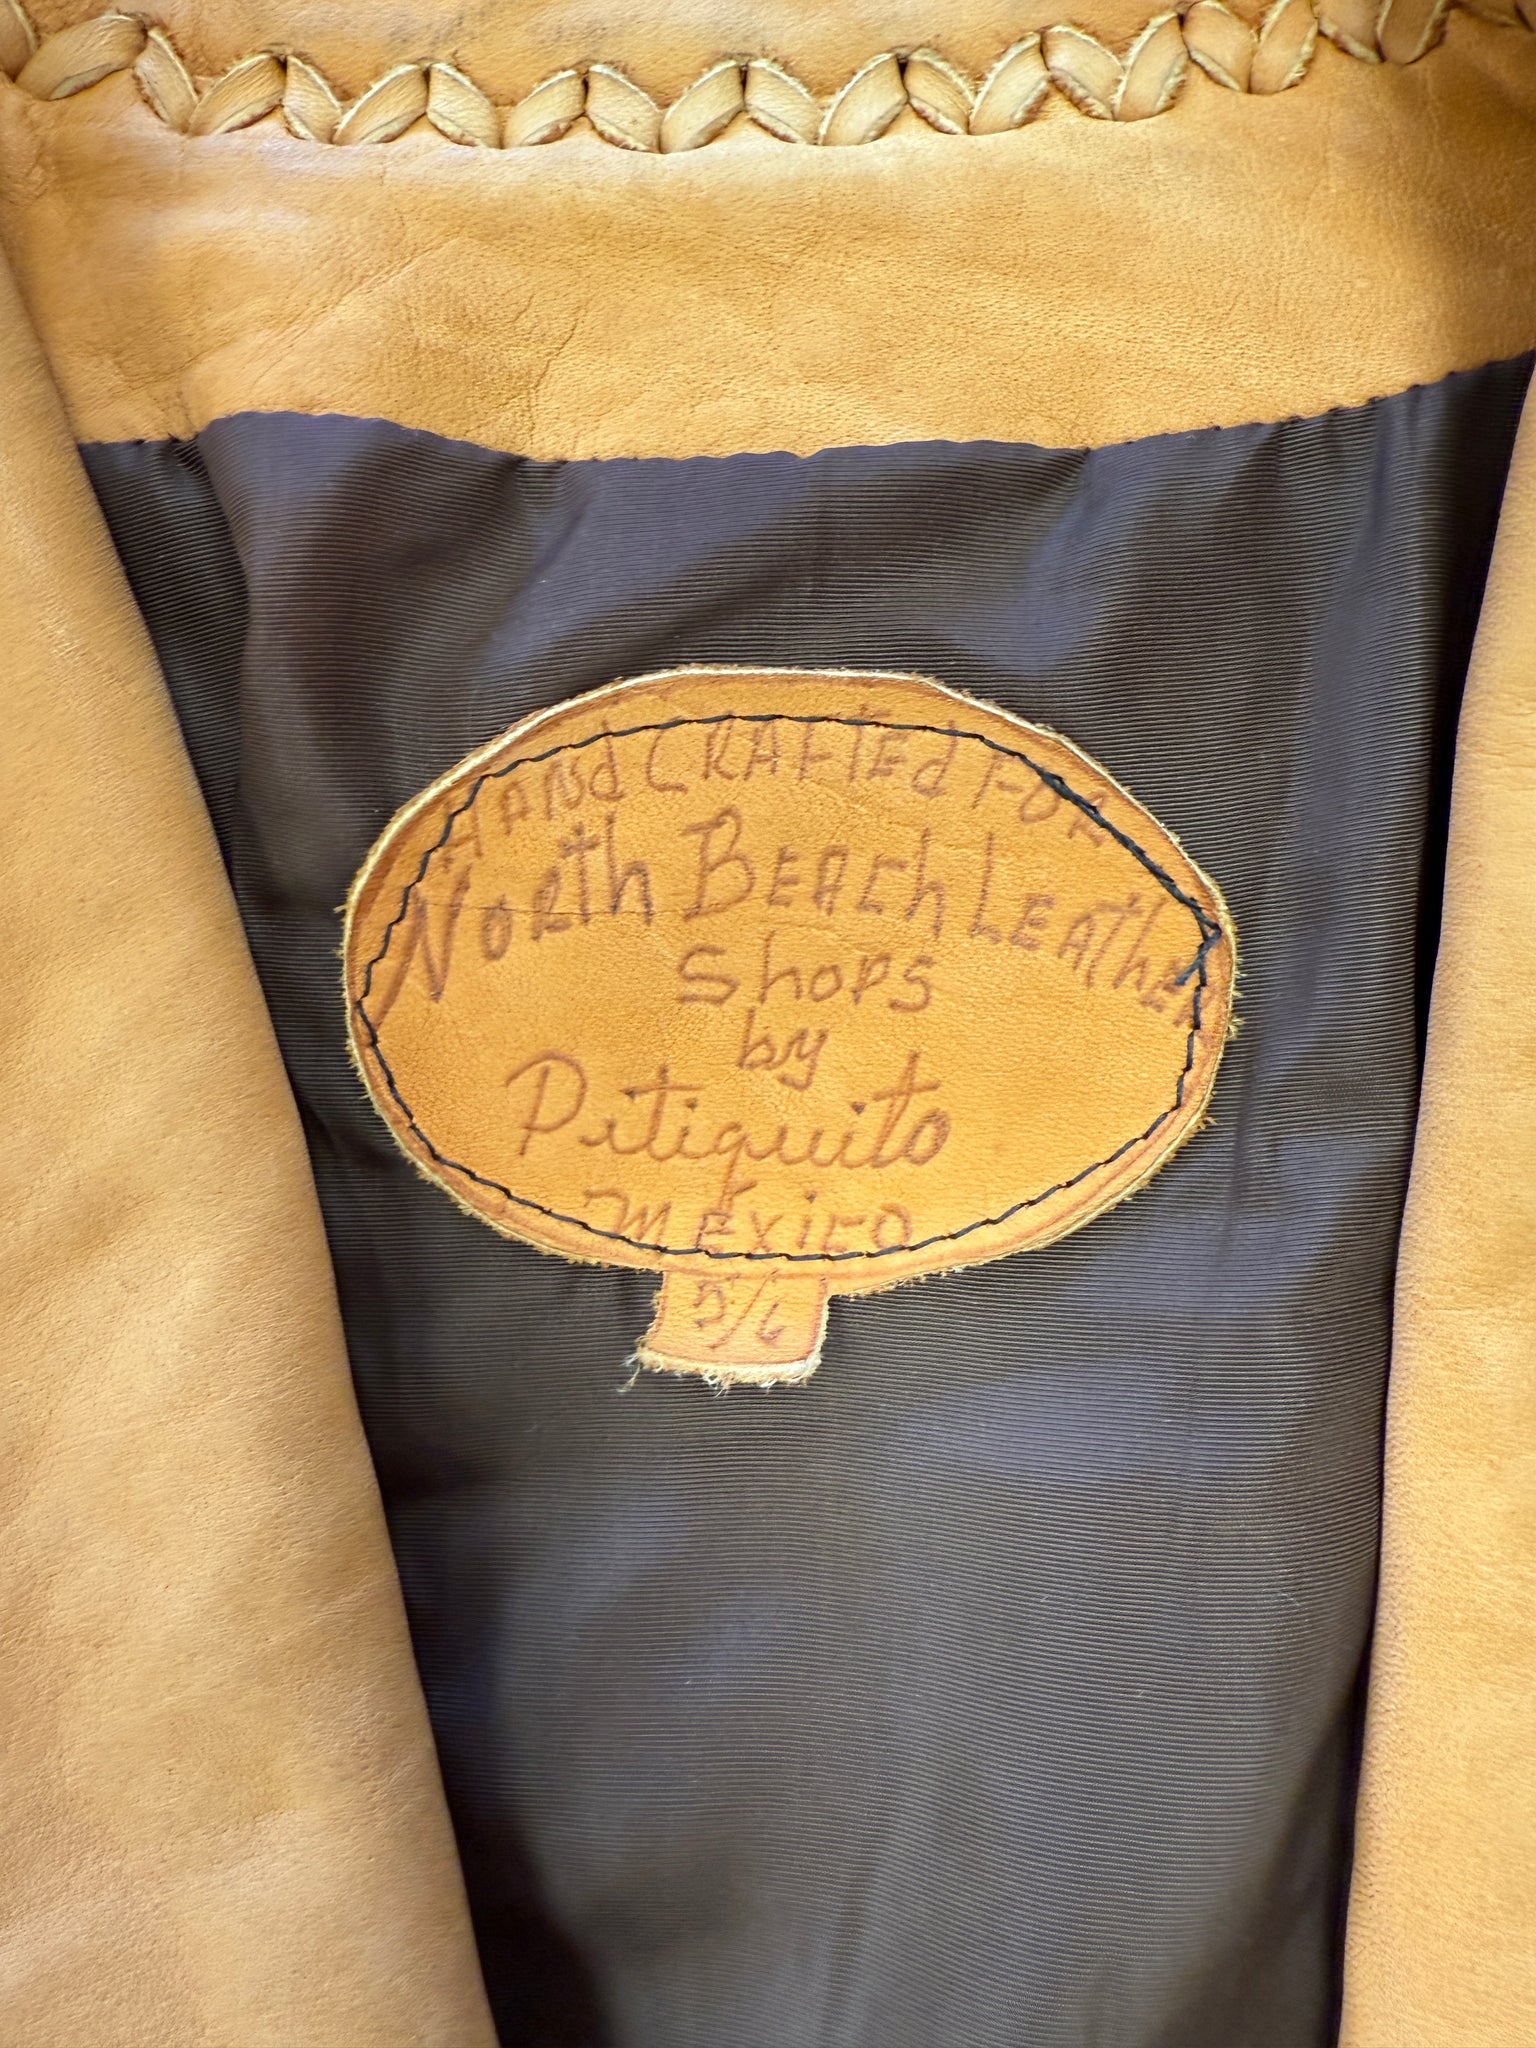 HANd CRAFTEd FOR
NORth BEACh LEAthER
ShOPS
by
Pitiquito
MEXICO
5/6